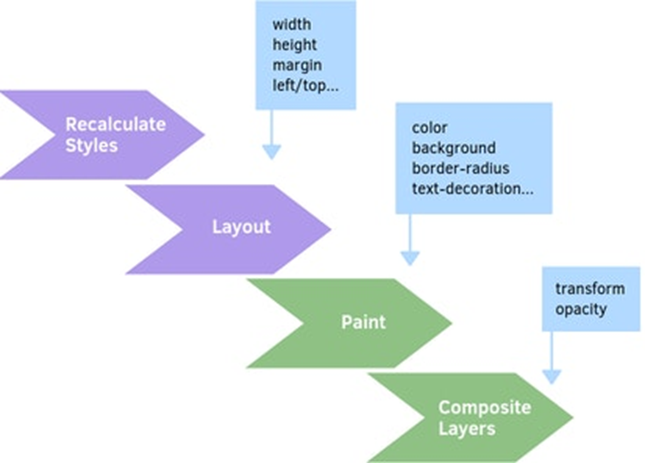 width
height
margin
left/top...
Recalculate
Styles
color
background
border-radius
text-decoration...
Layout
transform
opacity
Paint
Composite
Layers